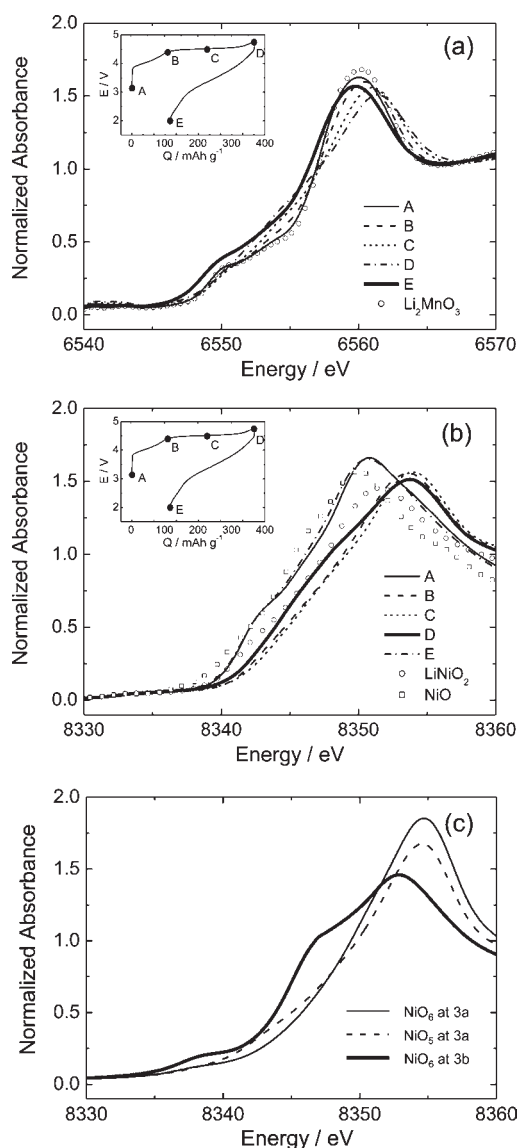 (a)
Normalized Absorbance
2.0
1.5
1.0
0.5
0.0
E / V
5
4
3
2
A
B
C
D
E
0 100 200 300 400
Q / mAh g⁻¹
A
B
C
D
E
Li₂MnO₃
6540 6550 6560 6570
Energy / eV
(b)
Normalized Absorbance
2.0
1.5
1.0
0.5
0.0
E / V
5
4
3
2
A
B
C
D
E
0 100 200 300 400
Q / mAh g⁻¹
A
B
C
D
E
LiNiO₂
NiO
8330 8340 8350 8360
Energy / eV
(c)
Normalized Absorbance
2.0
1.5
1.0
0.5
0.0
NiO₆ at 3a
NiO₅ at 3a
NiO₆ at 3b
8330 8340 8350 8360
Energy / eV